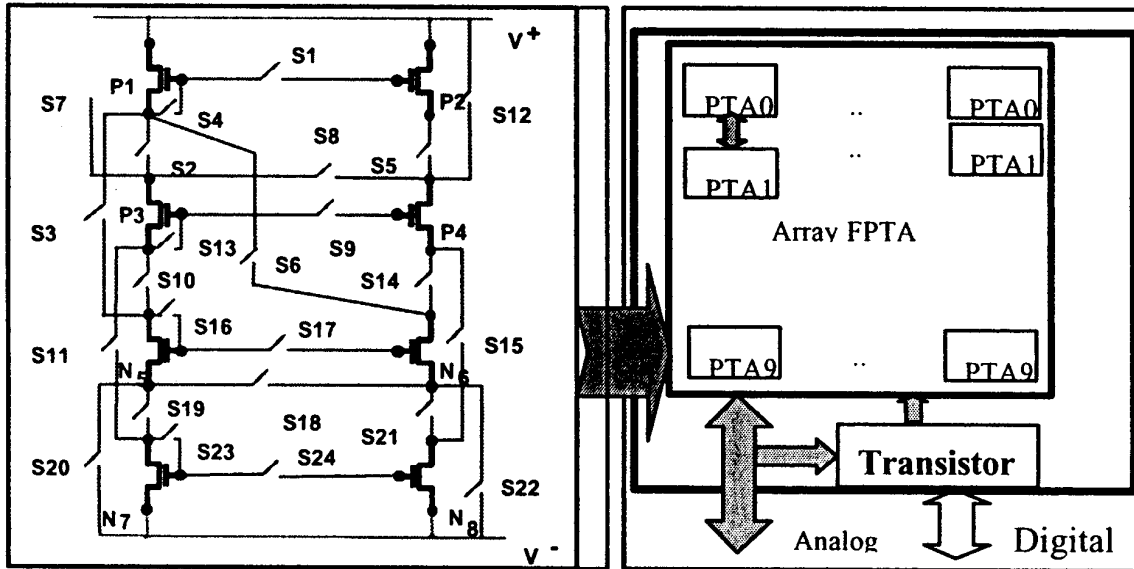 V+
S1
P1
P2
S7
S4
S12
S8
S2
S5
P3
P4
S3
S13
S9
S10
S6
S14
S16
S17
S11
S15
N5
N6
S19
S18
S21
S20
S23
S24
S22
N7
N8
V-
PTA0
..
PTA0
PTA1
..
PTA1
Array FPTA
PTA9
..
PTA9
Transistor
Analog
Digital